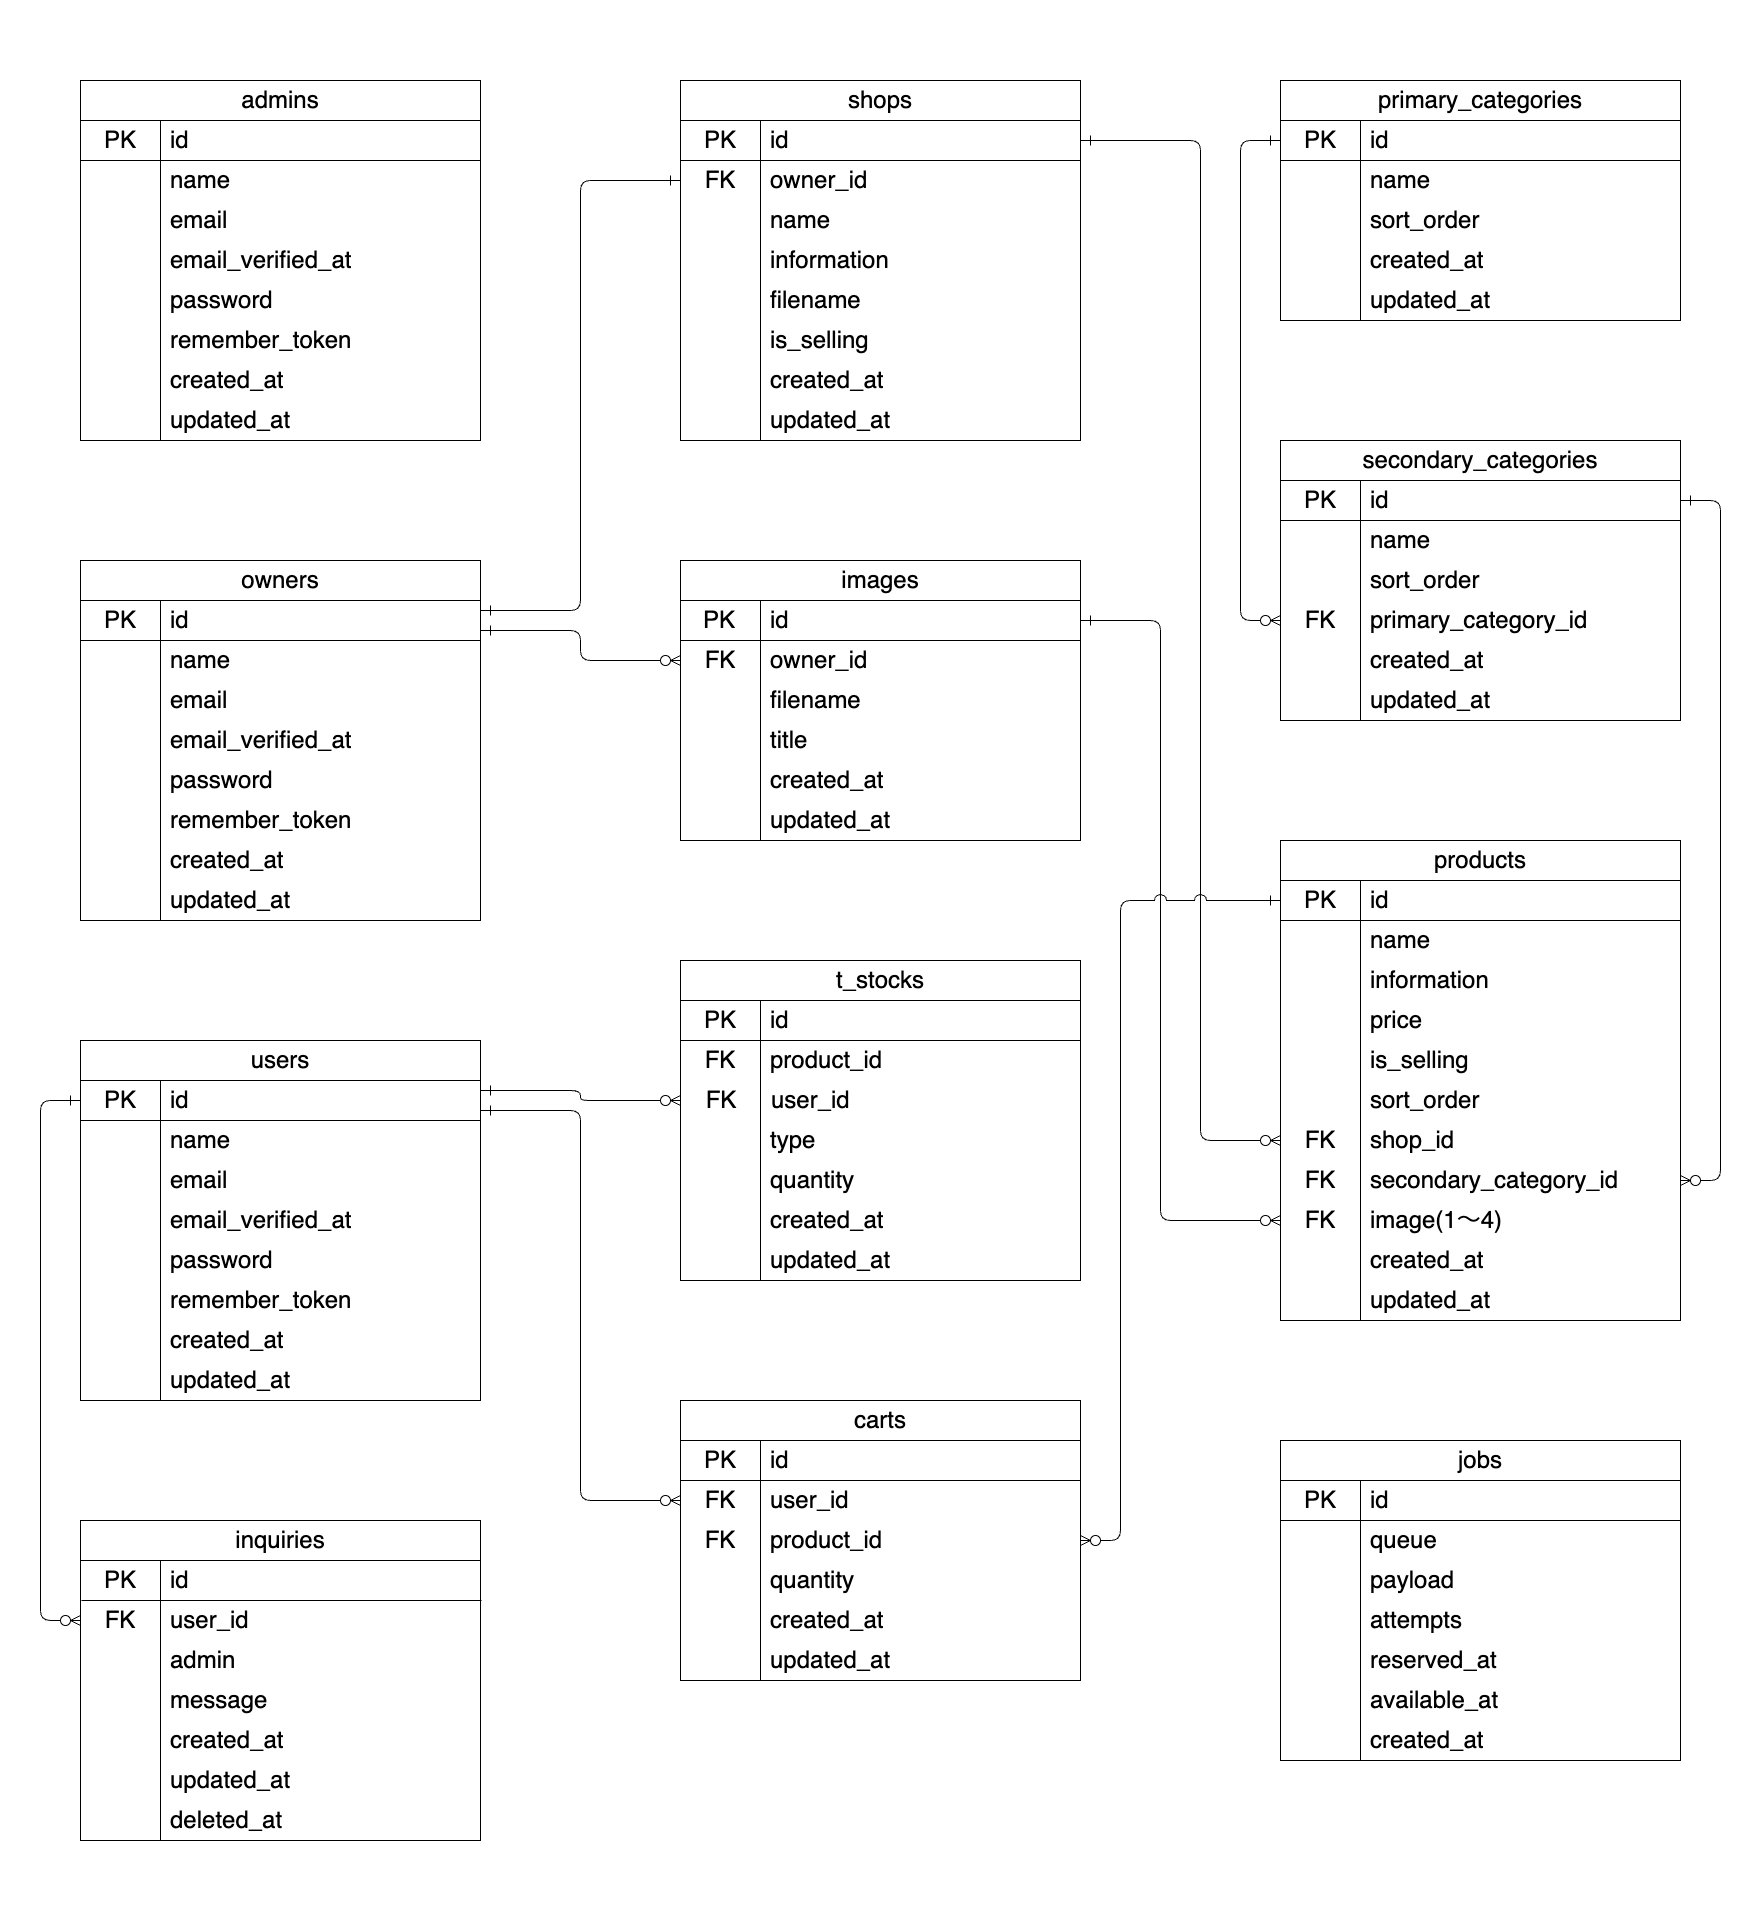 admins
PK id
name
email
email_verified_at
password
remember_token
created_at
updated_at
owners
PK id
name
email
email_verified_at
password
remember_token
created_at
updated_at
users
PK id
name
email
email_verified_at
password
remember_token
created_at
updated_at
inquiries
PK id
FK user_id
admin
message
created_at
updated_at
deleted_at
shops
PK id
FK owner_id
name
information
filename
is_selling
created_at
updated_at
images
PK id
FK owner_id
filename
title
created_at
updated_at
t_stocks
PK id
FK product_id
FK user_id
type
quantity
created_at
updated_at
carts
PK id
FK user_id
FK product_id
quantity
created_at
updated_at
primary_categories
PK id
name
sort_order
created_at
updated_at
secondary_categories
PK id
name
sort_order
FK primary_category_id
created_at
updated_at
products
PK id
name
information
price
is_selling
sort_order
FK shop_id
FK secondary_category_id
FK image(1〜4)
created_at
updated_at
jobs
PK id
queue
payload
attempts
reserved_at
available_at
created_at